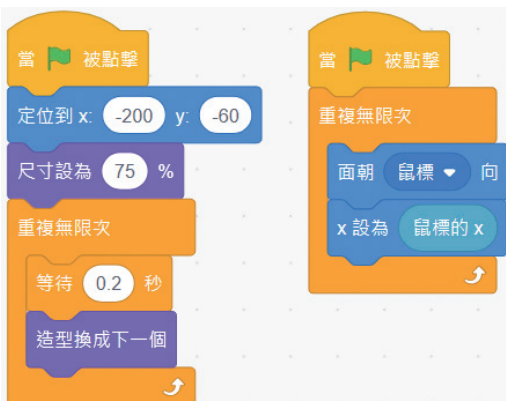 當 被點擊
定位到 x: -200 y: -60
尺寸設為 75 %
重複無限次
等待 0.2 秒
造型換成下一個
當 被點擊
重複無限次
面朝 鼠標 向
x 設為 鼠標的 x